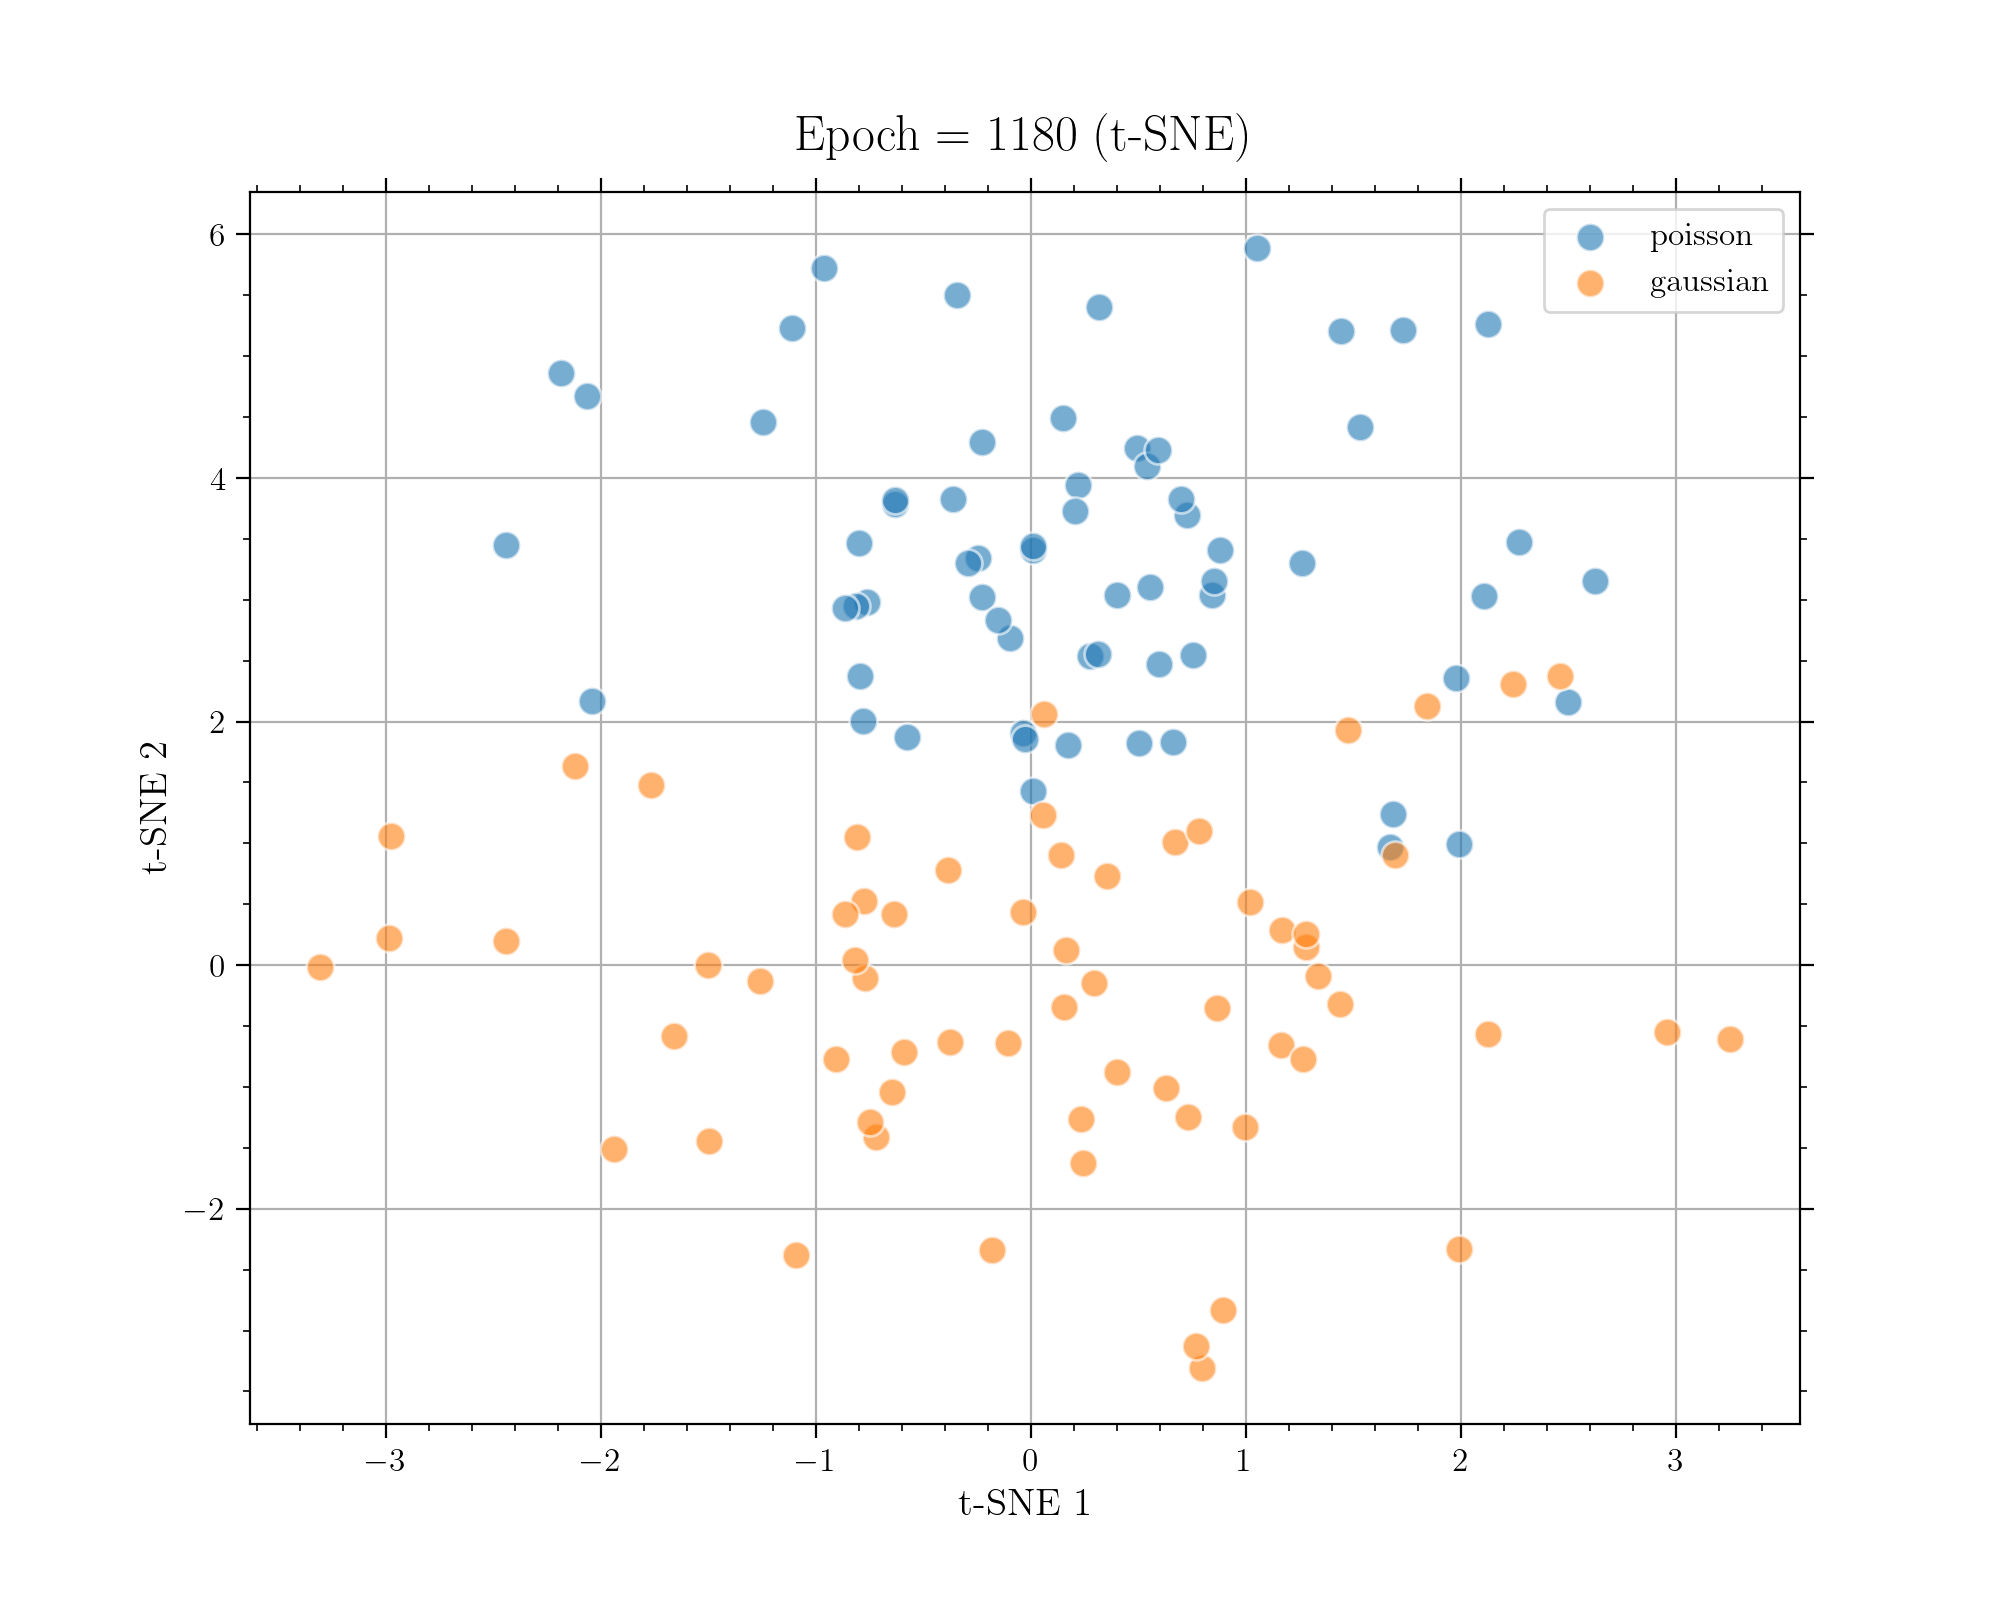 Epoch = 1180 (t-SNE)
poisson
gaussian
6
4
2
0
−2
t-SNE 2
−3
−2
−1
0
1
2
3
t-SNE 1